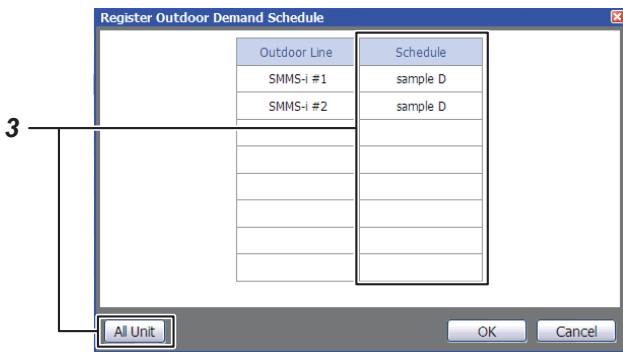 Register Outdoor Demand Schedule
Outdoor Line Schedule
SMMS-i #1 sample D
SMMS-i #2 sample D
3
All Unit OK Cancel